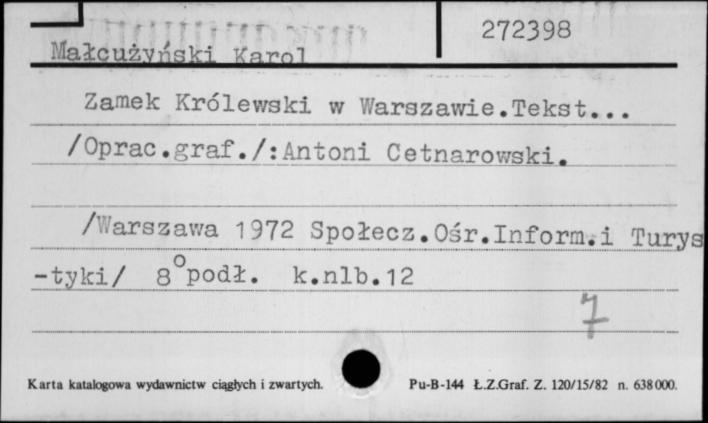 272398
Małcużyński Karol
Zamek Królewski w Warszawie.Tekst...
/Oprac.graf./:Antoni Cetnarowski.
/Warszawa 1972 Społecz.Ośr.Inform.i Turys
-tyki/ 8° podł. k.nlb.12
7
Karta katalogowa wydawnictw ciągłych i zwartych. Pu-B-144 Ł.Z.Graf. Z. 120/15/82 n. 638000.